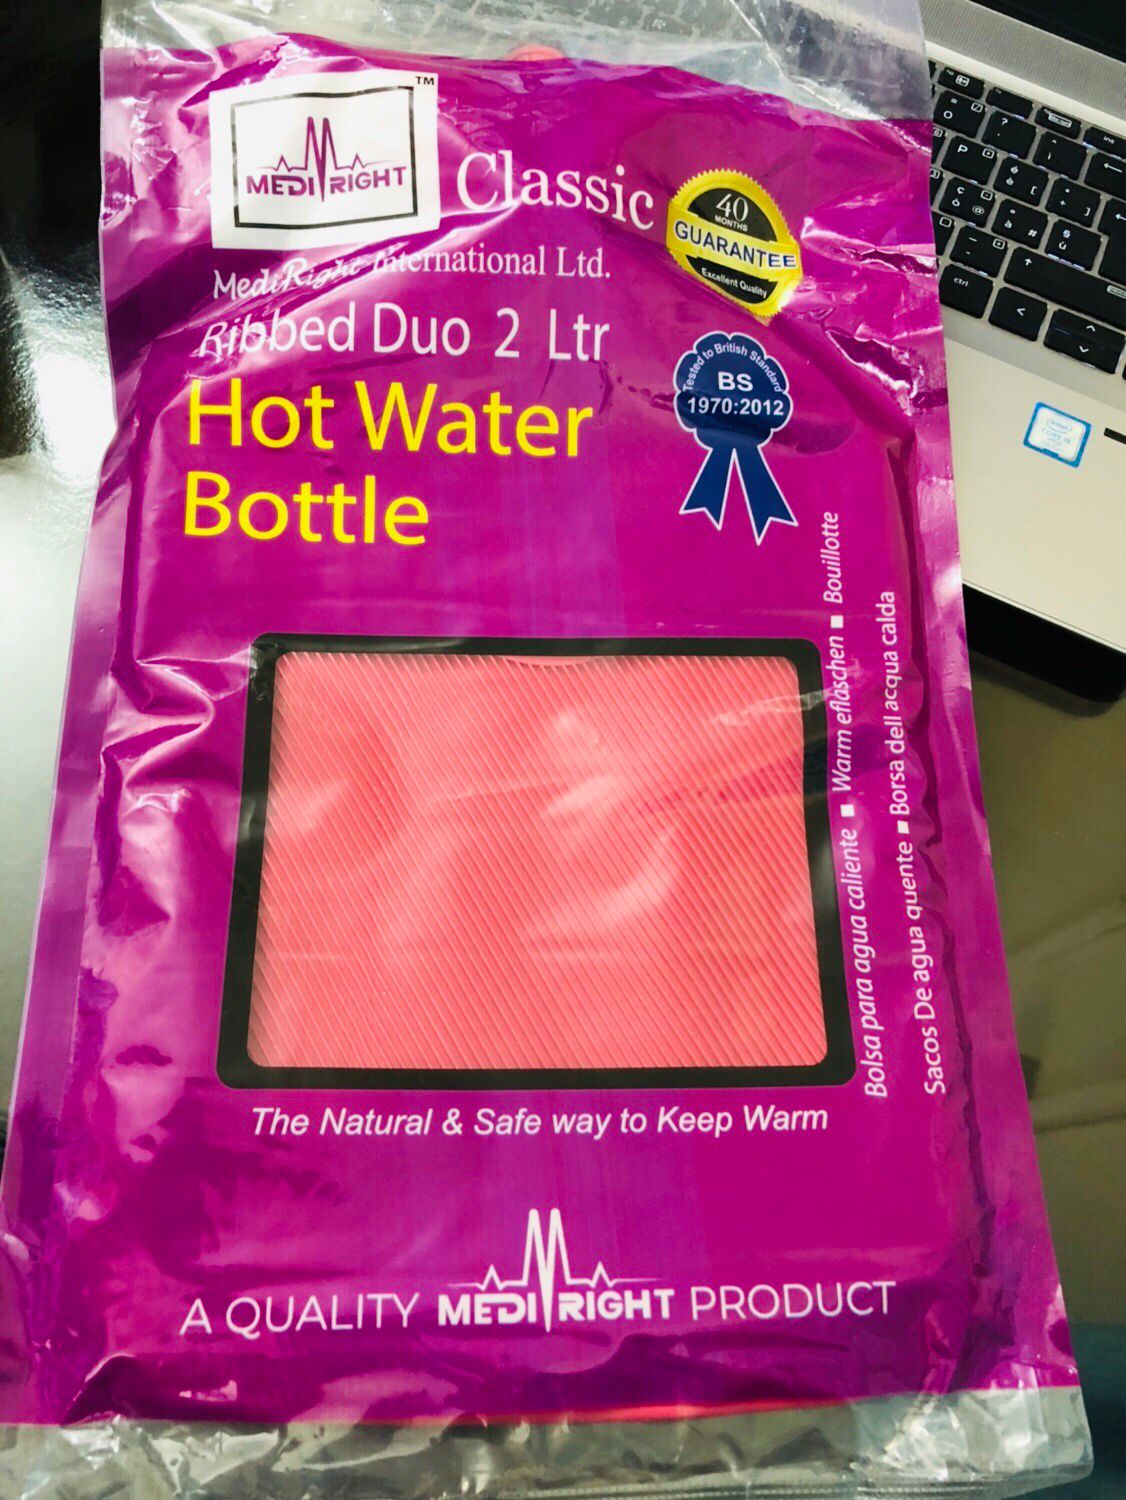 MEDI RIGHT
TM
Classic
MediRight International Ltd.
Ribbed Duo 2 Ltr
Hot Water
Bottle
40
MONTHS
GUARANTEE
Excellent Quality
Tested to British Standard
BS
1970:2012
Bolsa para agua caliente ■ Warm eflaschen ■ Bouillotte
Sacos De agua quente ■ Borsa dell acqua calda
The Natural & Safe way to Keep Warm
A QUALITY MEDI RIGHT PRODUCT
ctrl